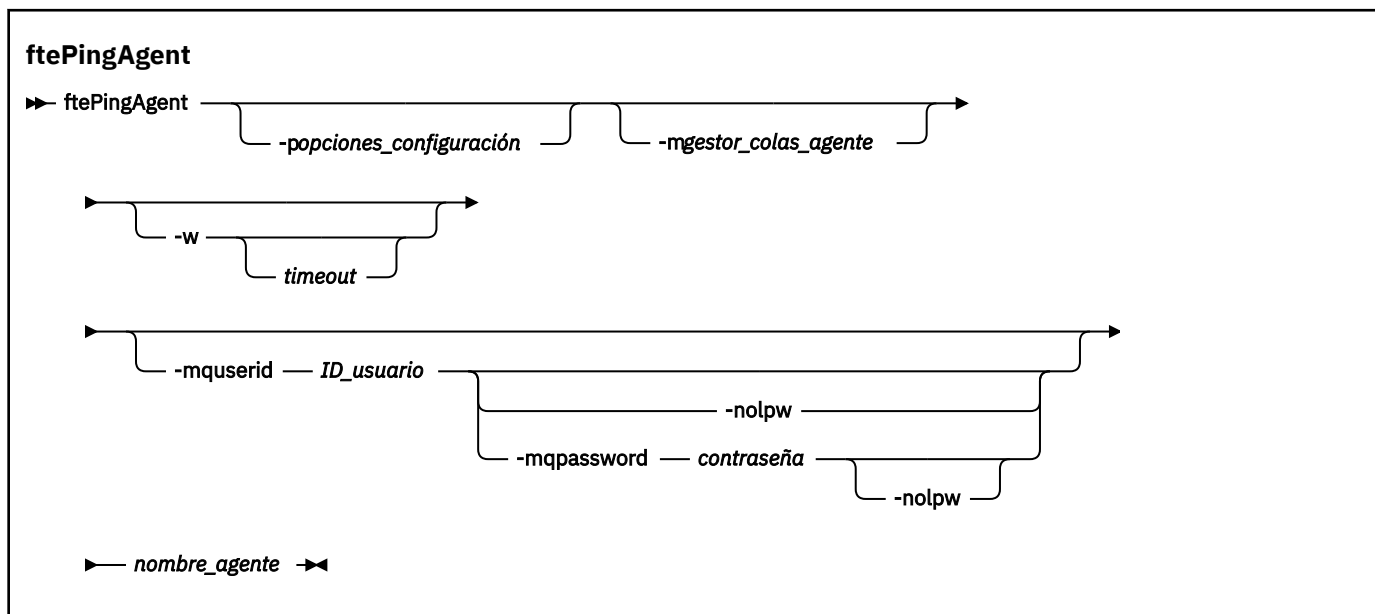 ftePingAgent
ftePingAgent
-popciones_configuración
-mgestor_colas_agente
-w
timeout
-mquserid ID_usuario
-nolpw
-mqpassword contraseña
-nolpw
nombre_agente